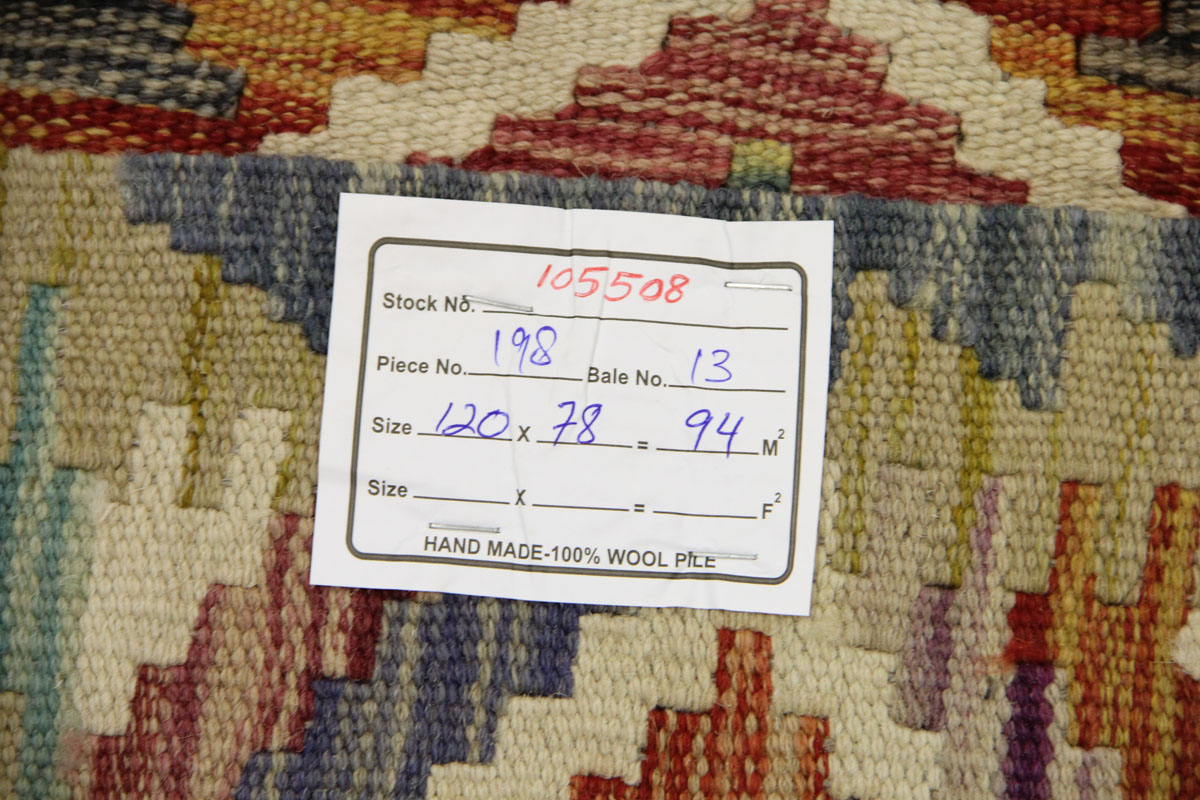 Stock No. 105508
Piece No. 198 Bale No. 13
Size 120 X 78 = 94 M²
Size X = F²
HAND MADE-100% WOOL PILE